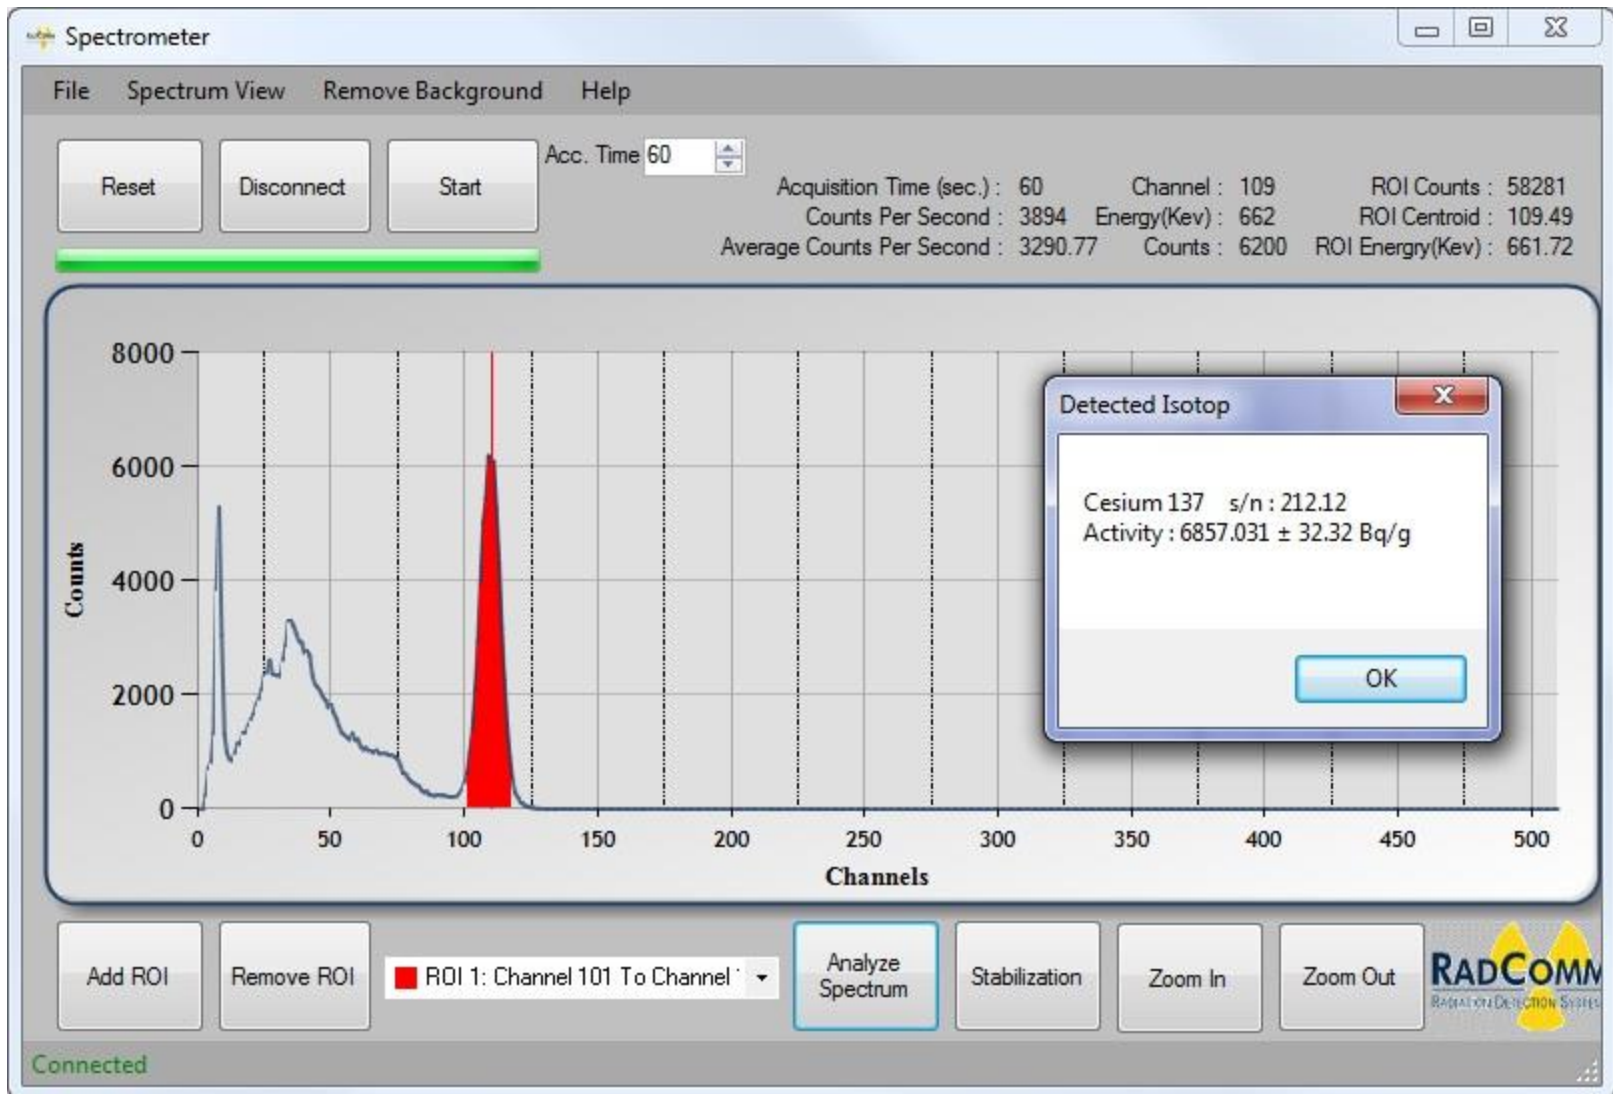 Spectrometer
File Spectrum View Remove Background Help
Reset Disconnect Start Acc. Time 60
Acquisition Time (sec.) : 60 Channel : 109 ROI Counts : 58281
Counts Per Second : 3894 Energy(Kev) : 662 ROI Centroid : 109.49
Average Counts Per Second : 3290.77 Counts : 6200 ROI Energry(Kev) : 661.72
8000
6000
4000
2000
0
Counts
0 50 100 150 200 250 300 350 400 450 500
Channels
Detected Isotop
Cesium 137 s/n : 212.12
Activity : 6857.031 ± 32.32 Bq/g
OK
Add ROI Remove ROI ROI 1: Channel 101 To Channel Analyze Spectrum Stabilization Zoom In Zoom Out
RADCOMM
RADIATION DETECTION
Connected